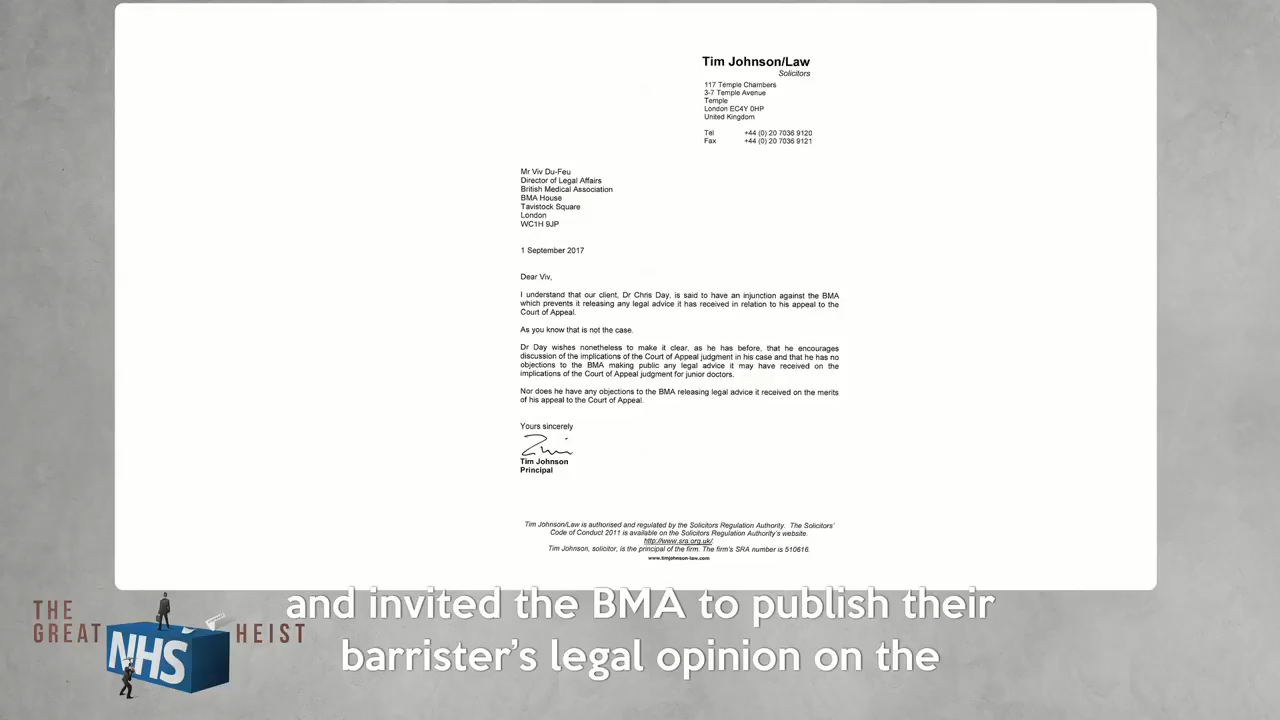 Tim Johnson/Law
Solicitors
117 Temple Chambers
3-7 Temple Avenue
Temple
London EC4Y 0HP
United Kingdom
Tel +44 (0) 20 7036 9120
Fax +44 (0) 20 7036 9121
Mr Viv Du-Feu
Director of Legal Affairs
British Medical Association
BMA House
Tavistock Square
London
WC1H 9JP
1 September 2017
Dear Viv,
I understand that our client, Dr Chris Day, is said to have an injunction against the BMA
which prevents it releasing any legal advice it has received in relation to his appeal to the
Court of Appeal.
As you know that is not the case.
Dr Day wishes nonetheless to make it clear, as he has before, that he encourages
discussion of the implications of the Court of Appeal judgment in his case and that he has no
objections to the BMA making public any legal advice it may have received on the
implications of the Court of Appeal judgment for junior doctors.
Nor does he have any objections to the BMA releasing legal advice it received on the merits
of his appeal to the Court of Appeal.
Yours sincerely
Tim Johnson
Principal
Tim Johnson/Law is authorised and regulated by the Solicitors Regulation Authority. The Solicitors'
Code of Conduct 2011 is available on the Solicitors Regulation Authority's website.
http://www.sra.org.uk/
Tim Johnson, solicitor, is the principal of the firm. The firm's SRA number is 510616.
www.timjohnson-law.com
and invited the BMA to publish their
barrister's legal opinion on the
THE
GREAT HEIST
NHS